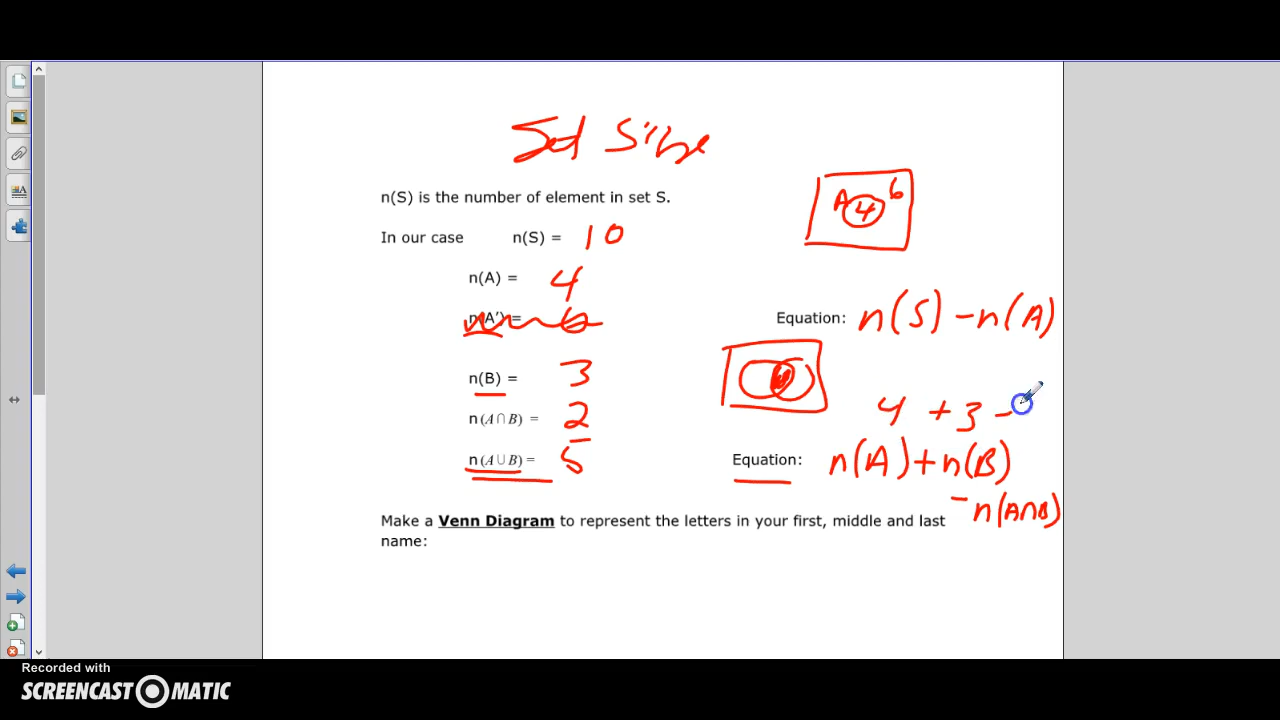 Set Size
n(S) is the number of element in set S.
A 4 6
In our case n(S) = 10
n(A) = 4
n(A') = 6 Equation: n(S) - n(A)
n(B) = 3
n(A∩B) = 2 4 + 3 -
n(A∪B) = 5 Equation: n(A) + n(B)
- n(A∩B)
Make a Venn Diagram to represent the letters in your first, middle and last
name:
Recorded with
SCREENCAST MATIC